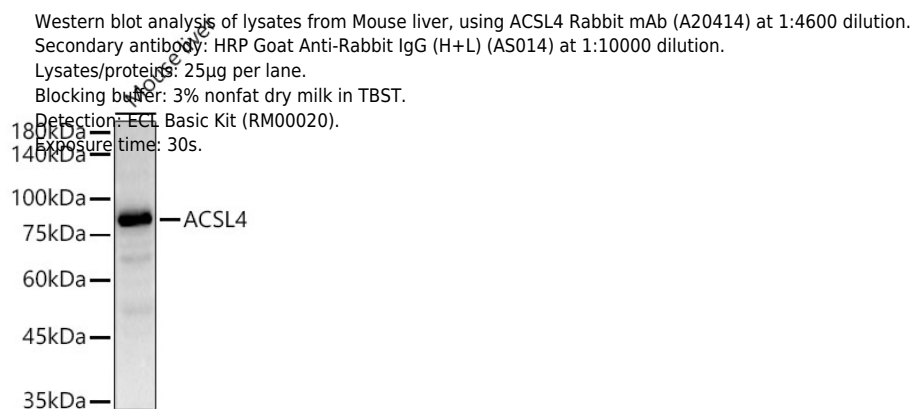 Western blot analysis of lysates from Mouse liver, using ACSL4 Rabbit mAb (A20414) at 1:4600 dilution.
Secondary antibody: HRP Goat Anti-Rabbit IgG (H+L) (AS014) at 1:10000 dilution.
Lysates/proteins: 25μg per lane.
Blocking buffer: 3% nonfat dry milk in TBST.
Detection: ECL Basic Kit (RM00020).
Exposure time: 30s.
Mouse liver
180kDa
140kDa
100kDa
ACSL4
75kDa
60kDa
45kDa
35kDa